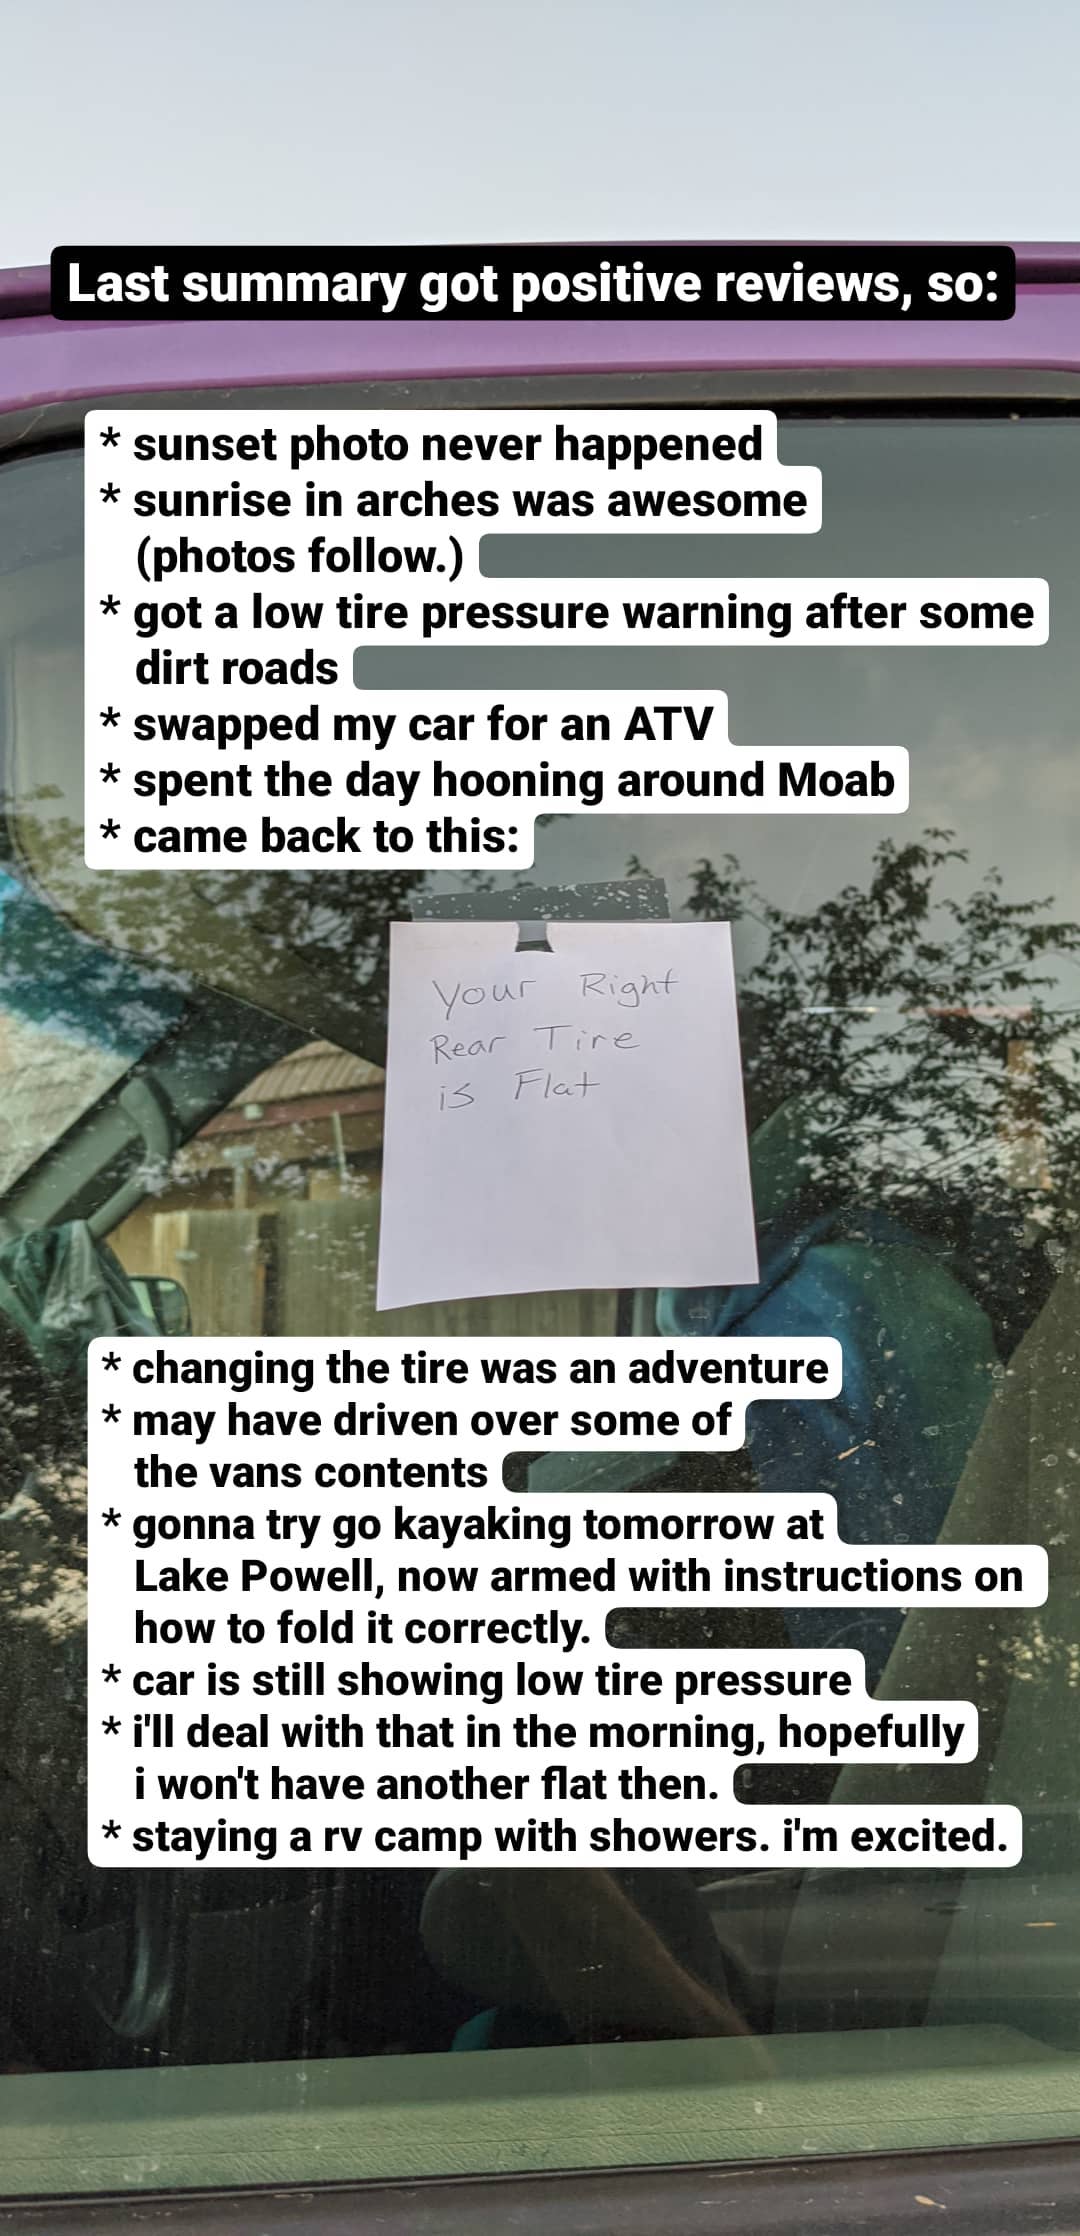 Last summary got positive reviews, so:
* sunset photo never happened
* sunrise in arches was awesome
(photos follow.)
* got a low tire pressure warning after some
dirt roads
* swapped my car for an ATV
* spent the day hooning around Moab
* came back to this:
Your Right
Rear Tire
is Flat
* changing the tire was an adventure
* may have driven over some of
the vans contents
* gonna try go kayaking tomorrow at
Lake Powell, now armed with instructions on
how to fold it correctly.
* car is still showing low tire pressure
* i'll deal with that in the morning, hopefully
i won't have another flat then.
* staying a rv camp with showers. i'm excited.